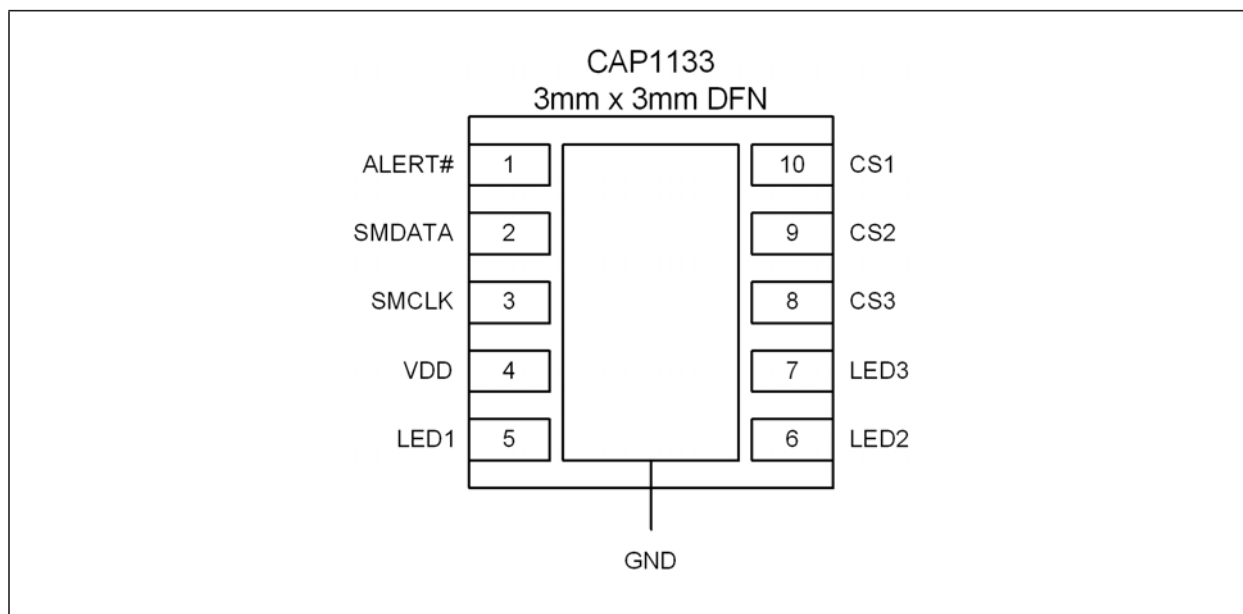 CAP1133
3mm x 3mm DFN
ALERT# 1 10 CS1
SMDATA 2 9 CS2
SMCLK 3 8 CS3
VDD 4 7 LED3
LED1 5 6 LED2
GND